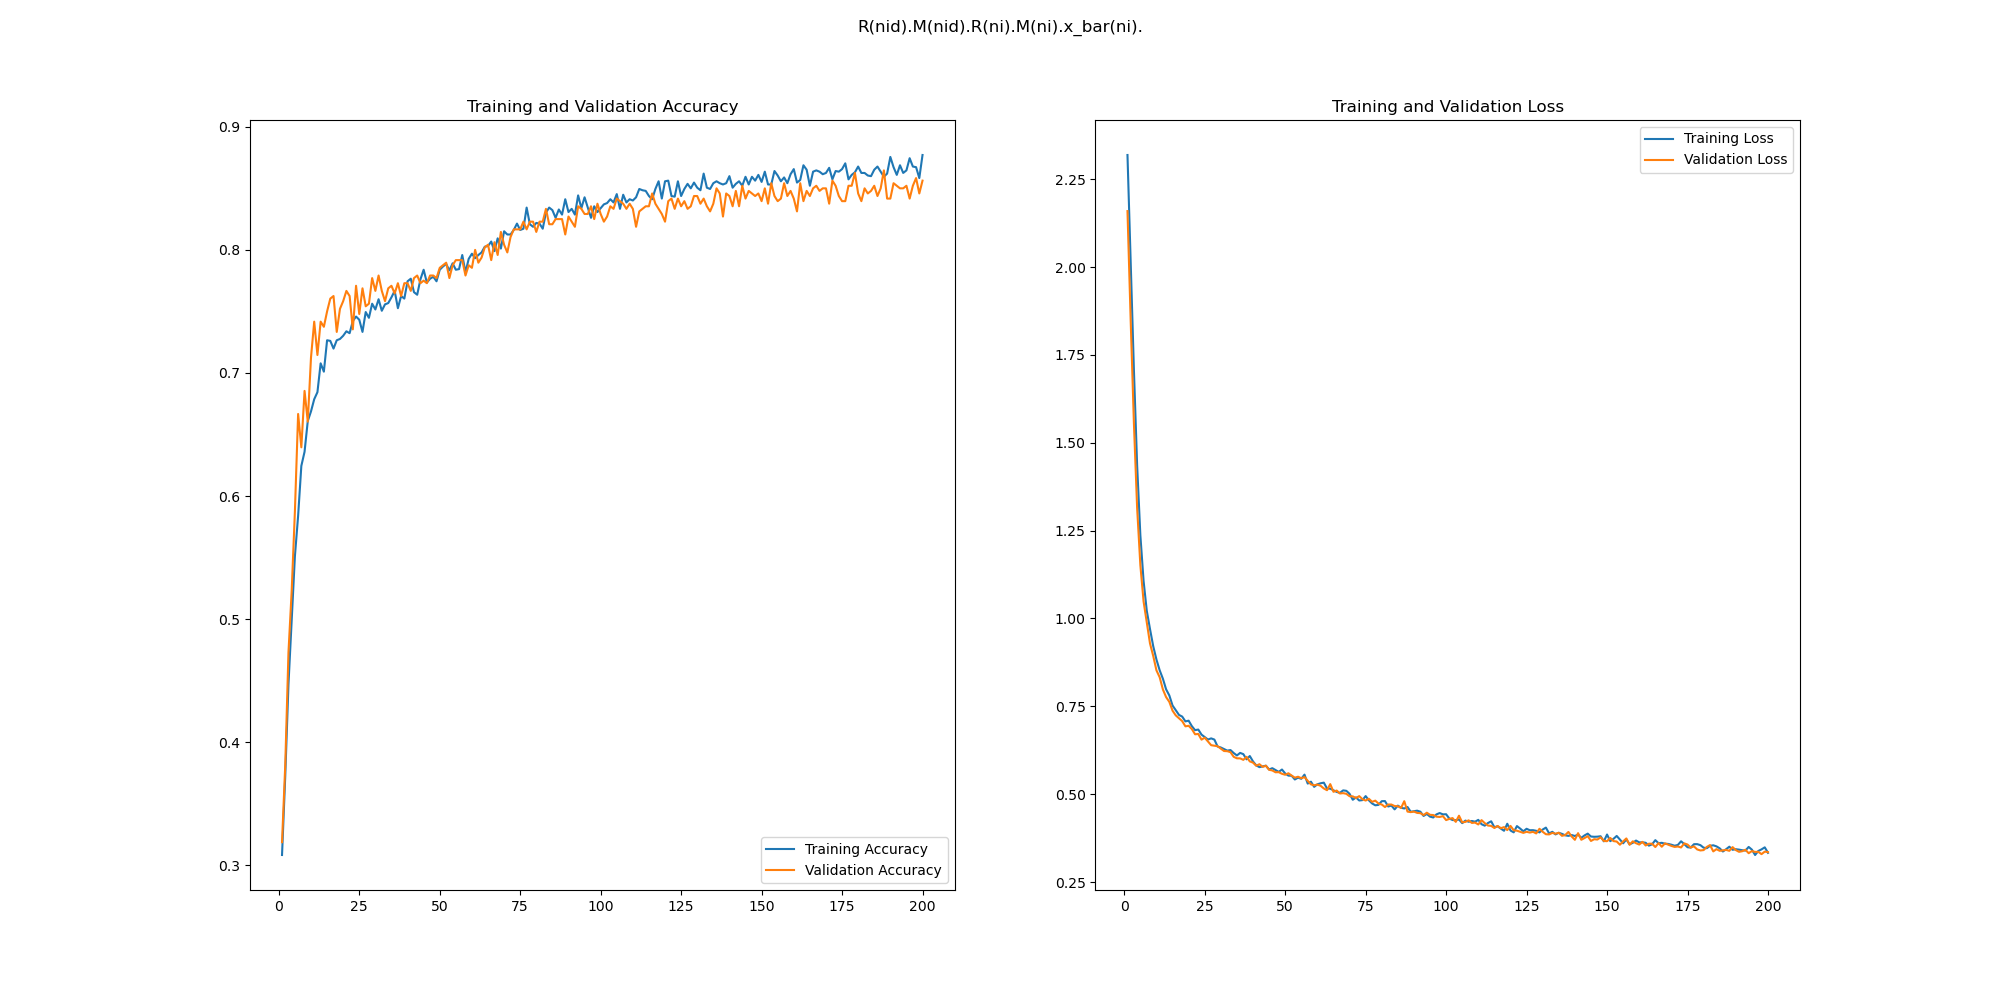 R(nid).M(nid).R(ni).M(ni).x_bar(ni).
Training and Validation Accuracy
0.9
0.8
0.7
0.6
0.5
0.4
0.3
0 25 50 75 100 125 150 175 200
Training Accuracy
Validation Accuracy
Training and Validation Loss
2.25
2.00
1.75
1.50
1.25
1.00
0.75
0.50
0.25
0 25 50 75 100 125 150 175 200
Training Loss
Validation Loss